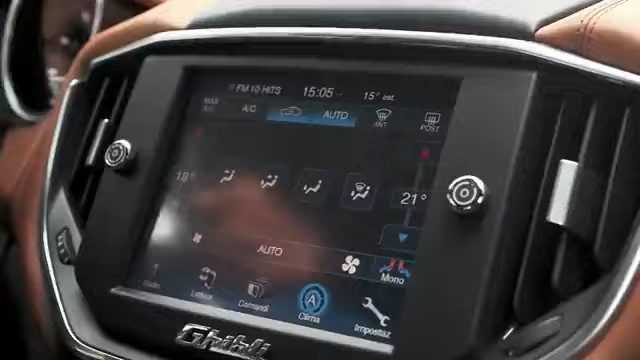 FM 10 HITS 15:05 15° est.
MAX A/C A/C AUTO ANT POST
18° 21°
AUTO Mono
Radio Lettore Comandi Clima Impostaz
Ghibli